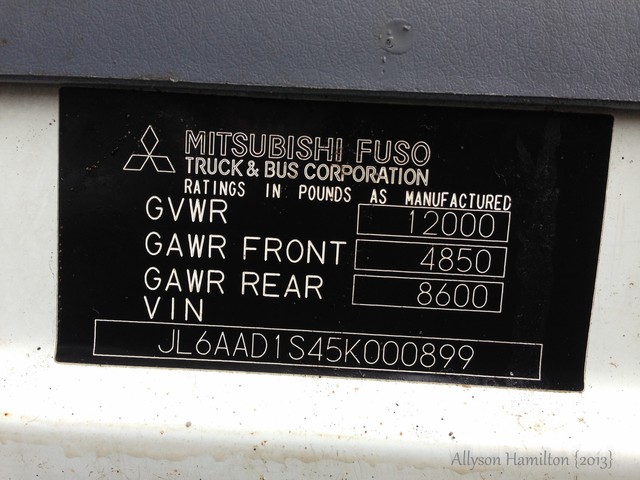 MITSUBISHI FUSO
TRUCK & BUS CORPORATION
RATINGS IN POUNDS AS MANUFACTURED
GVWR 12000
GAWR FRONT 4850
GAWR REAR 8600
VIN
JL6AAD1S45K000899
Allyson Hamilton {2013}